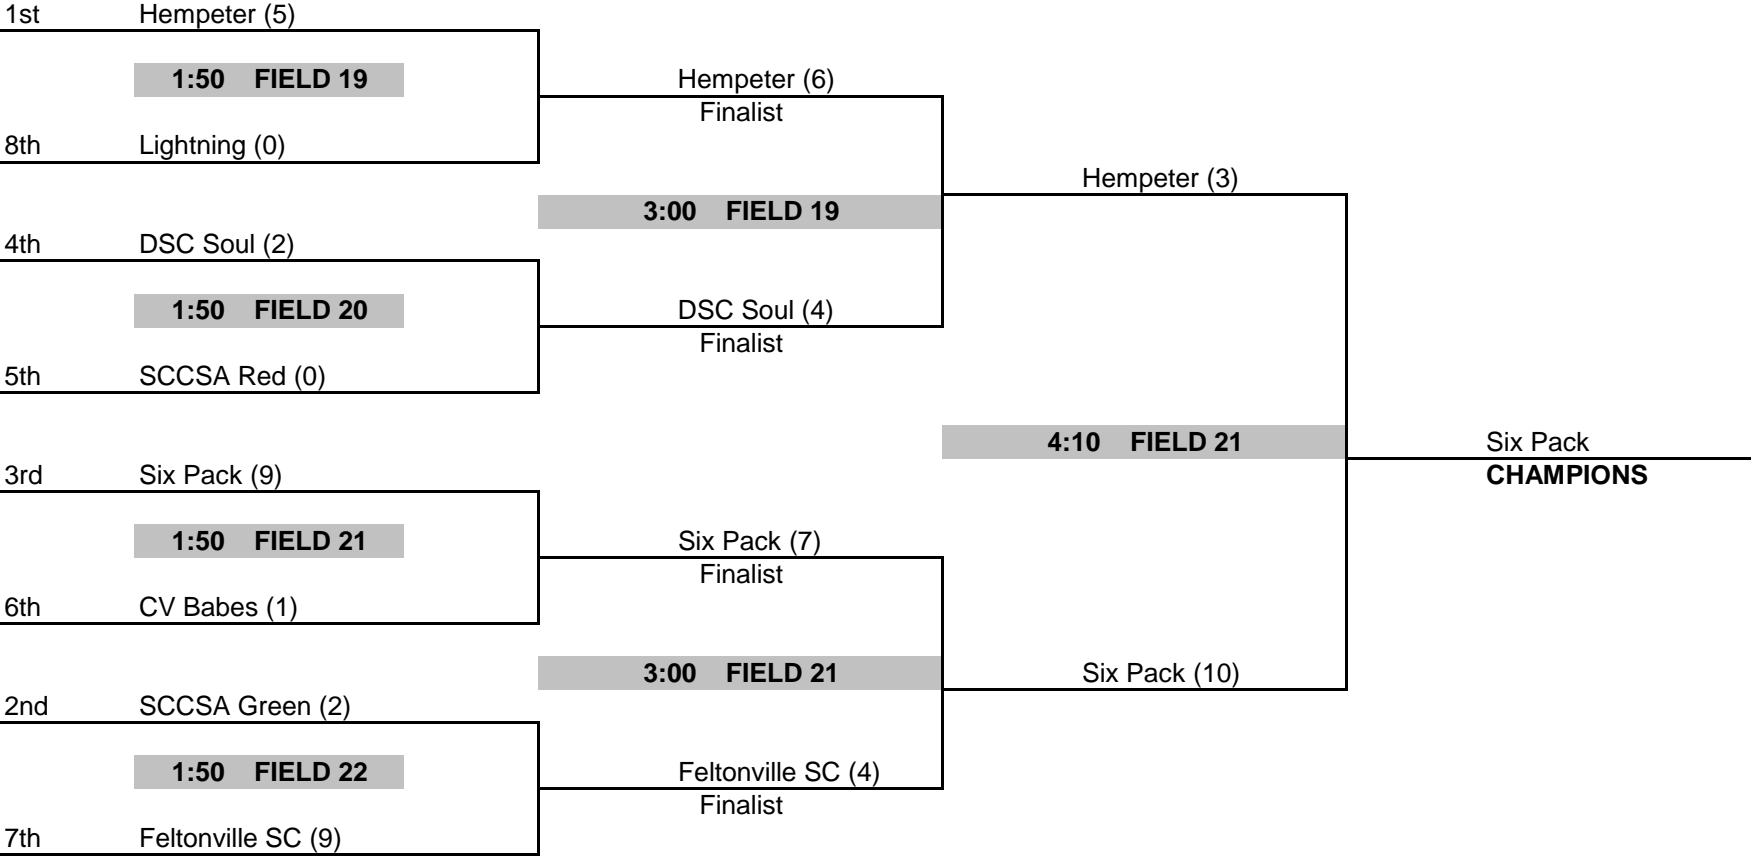 1st Hempeter (5)
1:50 FIELD 19
Hempeter (6)
Finalist
8th Lightning (0)
Hempeter (3)
3:00 FIELD 19
4th DSC Soul (2)
1:50 FIELD 20
DSC Soul (4)
Finalist
5th SCCSA Red (0)
4:10 FIELD 21
Six Pack
CHAMPIONS
3rd Six Pack (9)
1:50 FIELD 21
Six Pack (7)
Finalist
6th CV Babes (1)
3:00 FIELD 21
Six Pack (10)
2nd SCCSA Green (2)
1:50 FIELD 22
Feltonville SC (4)
Finalist
7th Feltonville SC (9)